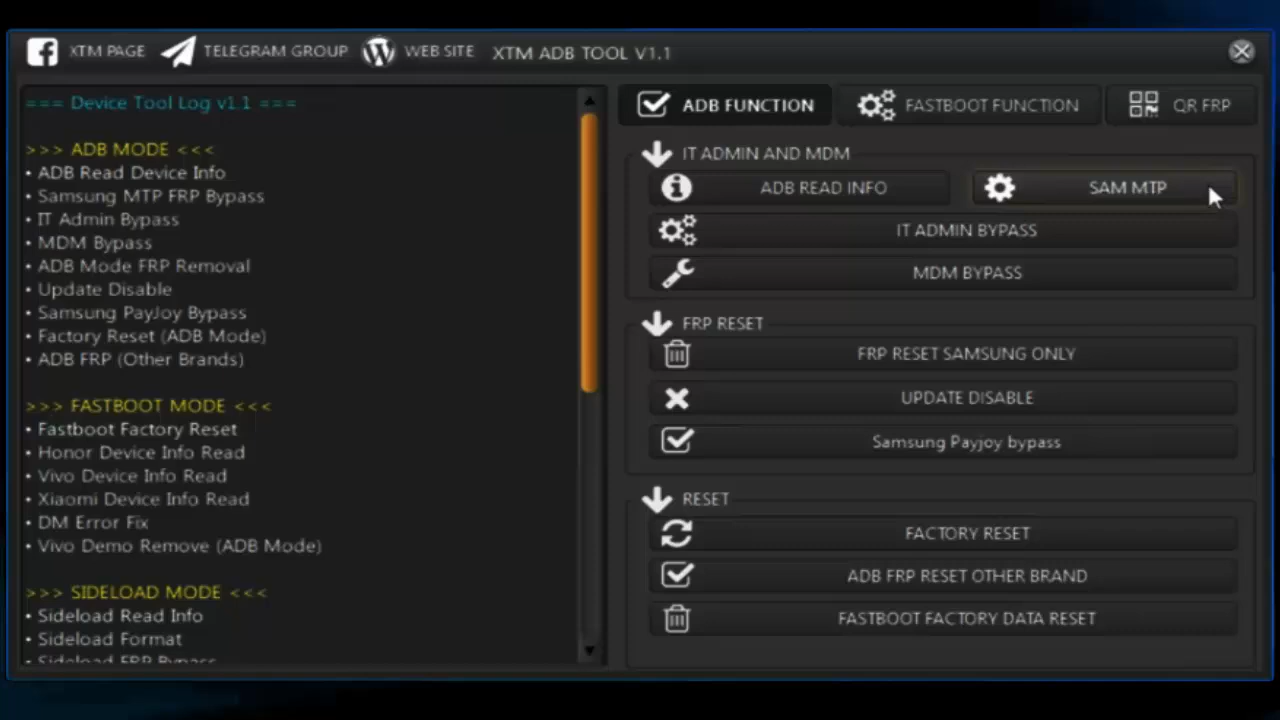 XTM PAGE TELEGRAM GROUP WEB SITE XTM ADB TOOL V1.1
=== Device Tool Log v1.1 ===
>>> ADB MODE <<<
• ADB Read Device Info
• Samsung MTP FRP Bypass
• IT Admin Bypass
• MDM Bypass
• ADB Mode FRP Removal
• Update Disable
• Samsung PayJoy Bypass
• Factory Reset (ADB Mode)
• ADB FRP (Other Brands)
>>> FASTBOOT MODE <<<
• Fastboot Factory Reset
• Honor Device Info Read
• Vivo Device Info Read
• Xiaomi Device Info Read
• DM Error Fix
• Vivo Demo Remove (ADB Mode)
>>> SIDELOAD MODE <<<
• Sideload Read Info
• Sideload Format
• Sideload FRP Bypass
ADB FUNCTION FASTBOOT FUNCTION QR FRP
IT ADMIN AND MDM
ADB READ INFO SAM MTP
IT ADMIN BYPASS
MDM BYPASS
FRP RESET
FRP RESET SAMSUNG ONLY
UPDATE DISABLE
Samsung Payjoy bypass
RESET
FACTORY RESET
ADB FRP RESET OTHER BRAND
FASTBOOT FACTORY DATA RESET